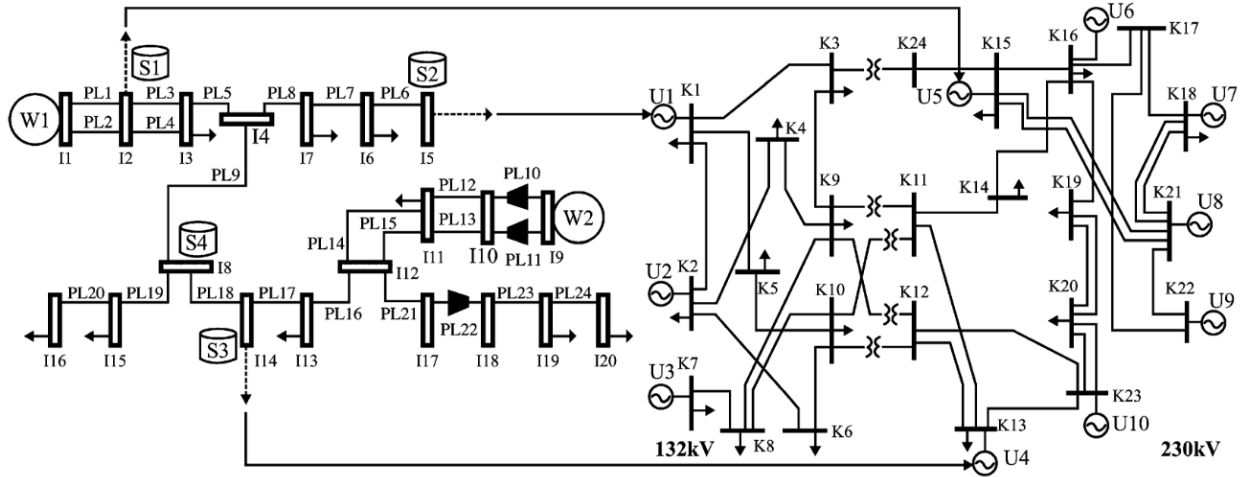 U6
K17
K16
K3
K24
K15
S1
S2
U1
K1
U5
K18
U7
PL1
PL3
PL5
PL8
PL7
PL6
W1
PL2
PL4
K4
I1
I2
I3
I4
I7
I6
I5
PL9
K9
K11
K14
K19
K21
U8
PL12
PL10
PL15
PL13
W2
S4
PL14
I11
I10
PL11
I9
U2
K2
K5
K10
K12
K20
K22
U9
I8
I12
PL20
PL19
PL18
PL17
PL16
PL21
PL23
PL24
PL22
S3
U3
K7
I16
I15
I14
I13
I17
I18
I19
I20
K23
K8
K6
K13
U10
132kV
U4
230kV